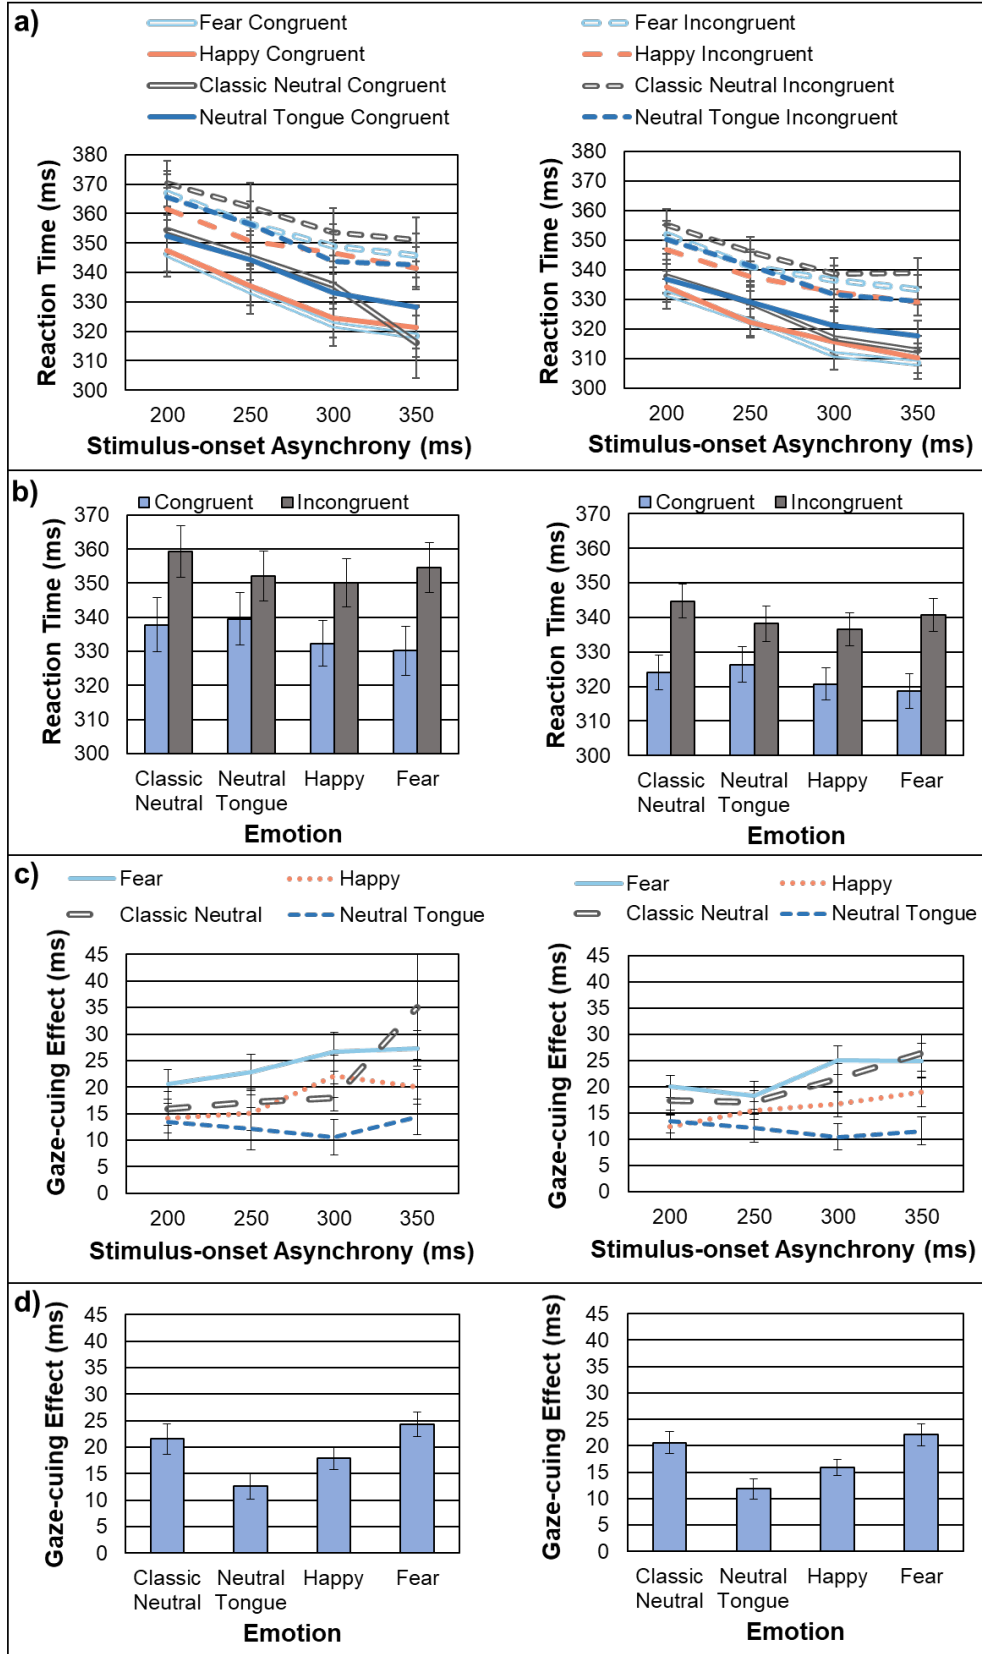 a)
Fear Congruent
Happy Congruent
Classic Neutral Congruent
Neutral Tongue Congruent
Fear Incongruent
Happy Incongruent
Classic Neutral Incongruent
Neutral Tongue Incongruent
Reaction Time (ms)
380
370
360
350
340
330
320
310
300
200 250 300 350
Stimulus-onset Asynchrony (ms)
Reaction Time (ms)
380
370
360
350
340
330
320
310
300
200 250 300 350
Stimulus-onset Asynchrony (ms)
b)
Congruent Incongruent
Reaction Time (ms)
370
360
350
340
330
320
310
300
Classic Neutral Happy Fear
Neutral Tongue
Emotion
Congruent Incongruent
Reaction Time (ms)
370
360
350
340
330
320
310
300
Classic Neutral Happy Fear
Neutral Tongue
Emotion
c)
Fear Happy
Classic Neutral Neutral Tongue
Gaze-cuing Effect (ms)
45
40
35
30
25
20
15
10
5
0
200 250 300 350
Stimulus-onset Asynchrony (ms)
Fear Happy
Classic Neutral Neutral Tongue
Gaze-cuing Effect (ms)
45
40
35
30
25
20
15
10
5
0
200 250 300 350
Stimulus-onset Asynchrony (ms)
d)
Gaze-cuing Effect (ms)
45
40
35
30
25
20
15
10
5
0
Classic Neutral Happy Fear
Neutral Tongue
Emotion
Gaze-cuing Effect (ms)
45
40
35
30
25
20
15
10
5
0
Classic Neutral Happy Fear
Neutral Tongue
Emotion